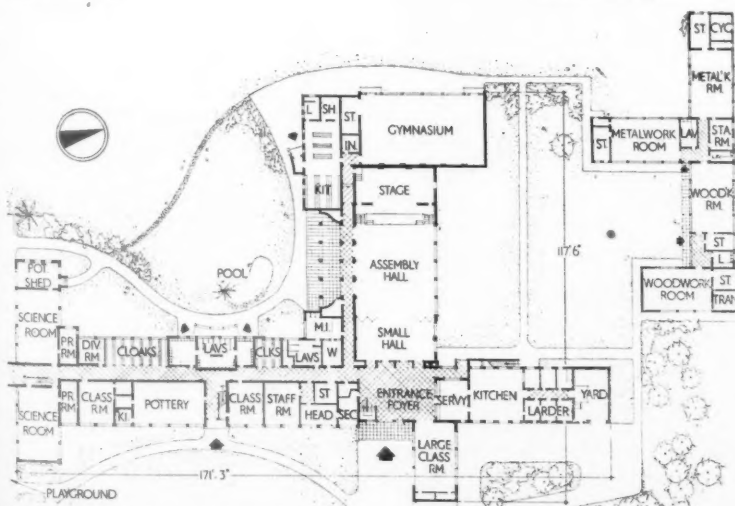 ST.
CYC.
METAL'K.
RM.
L
SH
ST.
GYMNASIUM
IN.
METALWORK
ROOM
ST.
LAV
STA.
RM.
KIT
STAGE
WOOD'K.
RM.
117'6"
POOL
ASSEMBLY
HALL
ST
L
POT.
SHED
WOODWORK
ROOM
ST.
TRAN
SCIENCE
ROOM
M.I.
SMALL
HALL
PR
RM
DIV
RM.
CLOAKS
LAVS
CLKS
LAVS
W
PR
RM
CLASS
RM.
KI.
POTTERY
CLASS
RM.
STAFF
RM.
ST
HEAD
SEC
ENTRANCE
FOYER
SERVY
KITCHEN
LARDER
YARD
SCIENCE
ROOM
LARGE
CLASS
RM.
171'.3"
PLAYGROUND